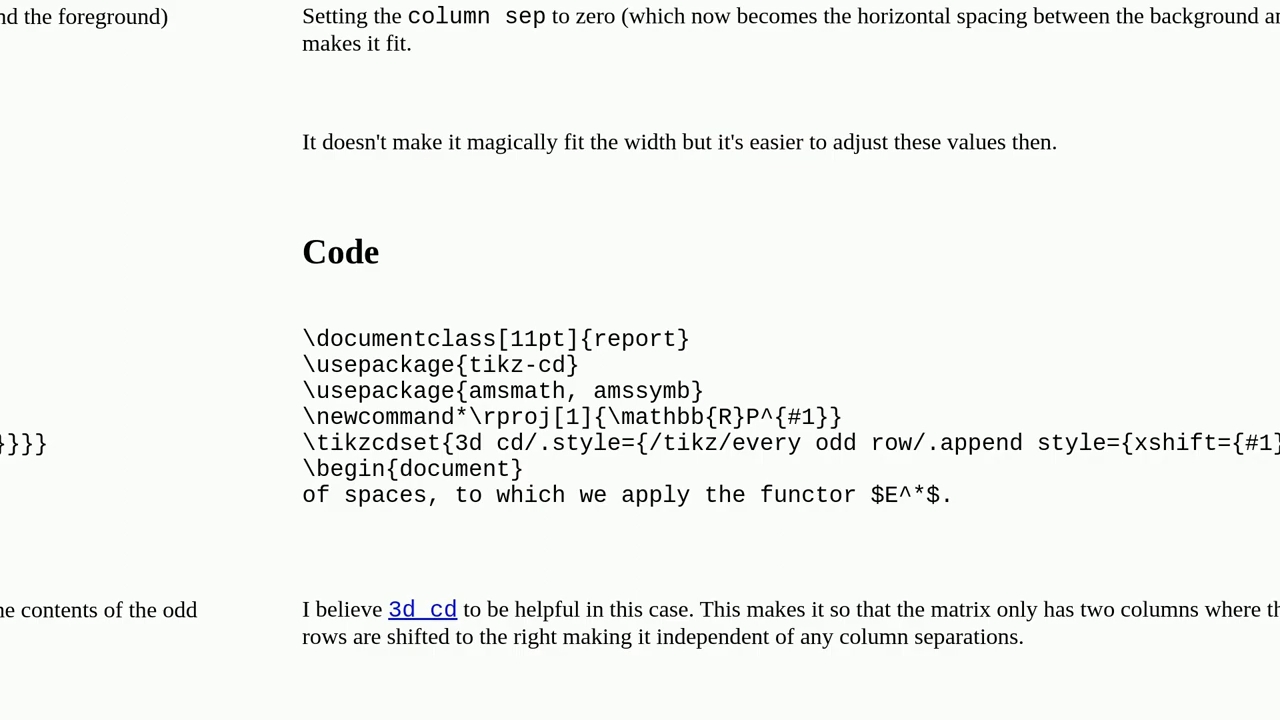 nd the foreground)
}}}}
he contents of the odd
Setting the column sep to zero (which now becomes the horizontal spacing between the background an
makes it fit.
It doesn't make it magically fit the width but it's easier to adjust these values then.
Code
\documentclass[11pt]{report}
\usepackage{tikz-cd}
\usepackage{amsmath, amssymb}
\newcommand*\rproj[1]{\mathbb{R}P^{#1}}
\tikzcdset{3d cd/.style={/tikz/every odd row/.append style={xshift={#1}
\begin{document}
of spaces, to which we apply the functor $E^*$.
I believe 3d cd to be helpful in this case. This makes it so that the matrix only has two columns where th
rows are shifted to the right making it independent of any column separations.